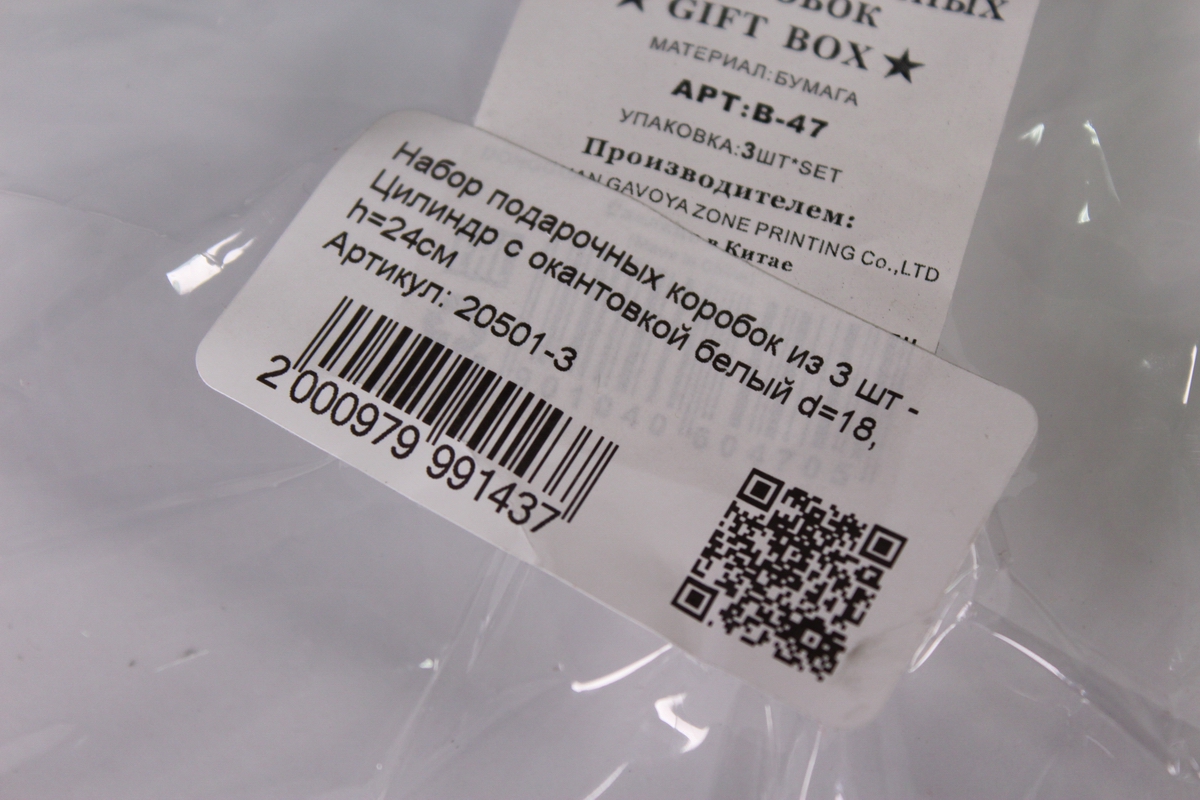 ОБОК
★ GIFT BOX ★
МАТЕРИАЛ:БУМАГА
АРТ:B-47
УПАКОВКА:3ШТ*SET
Производителем:
GAVOYA ZONE PRINTING Co.,LTD
в Китае
Набор подарочных коробок из 3 шт -
Цилиндр с окантовкой белый d=18,
h=24см
Артикул: 20501-3
2 000979 991437